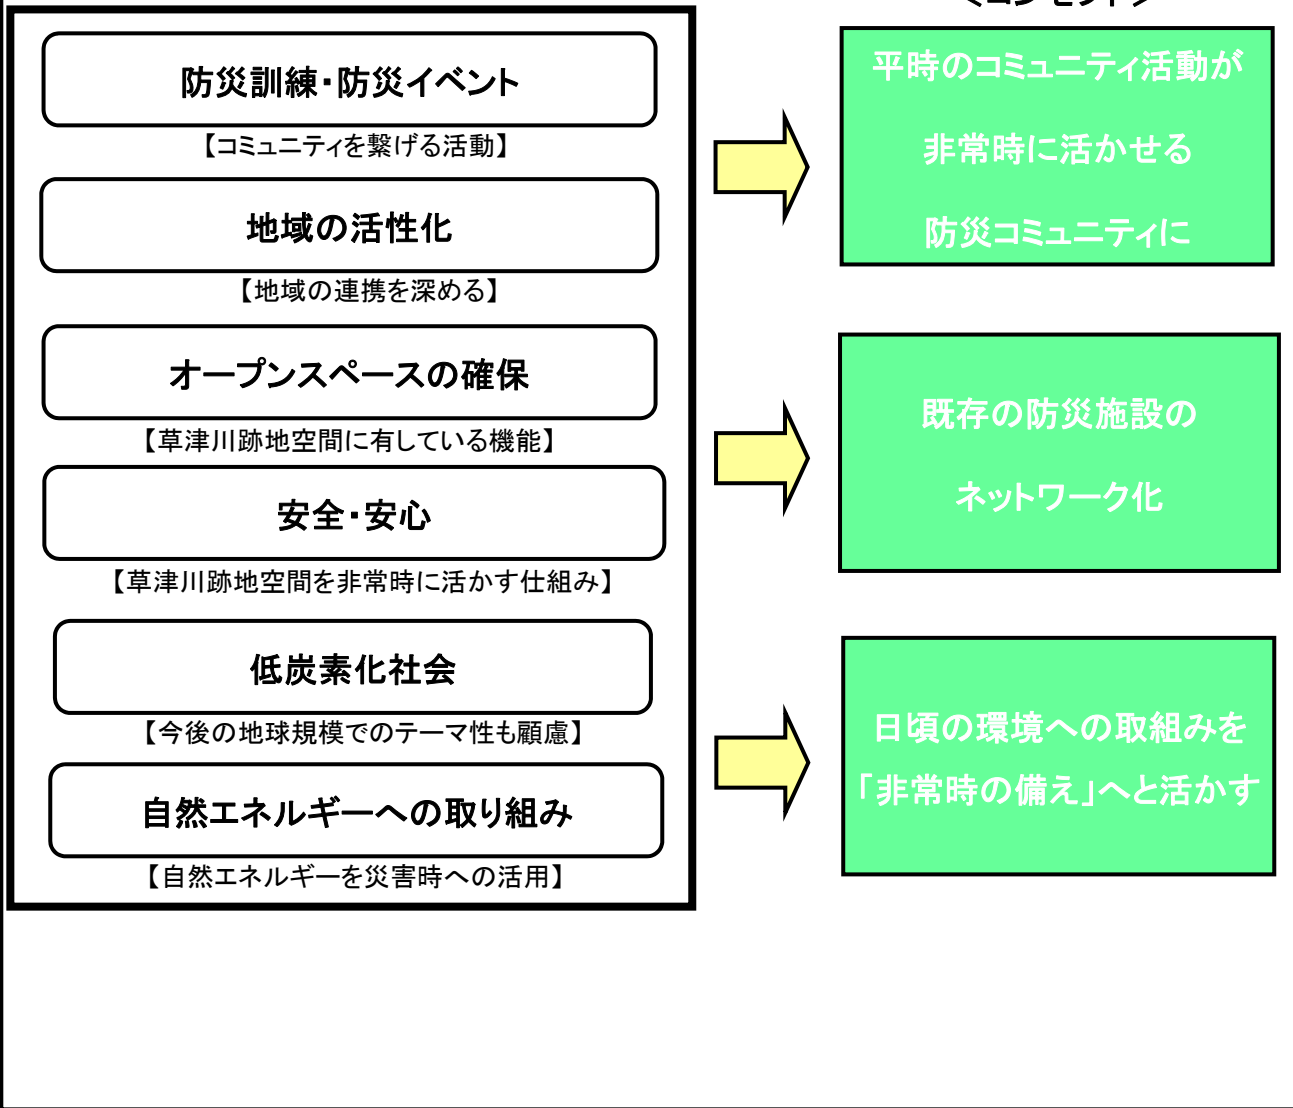 <コンセプト>
防災訓練・防災イベント
【コミュニティを繋げる活動】
地域の活性化
【地域の連携を深める】
オープンスペースの確保
【草津川跡地空間に有している機能】
安全・安心
【草津川跡地空間を非常時に活かす仕組み】
低炭素化社会
【今後の地球規模でのテーマ性も顧慮】
自然エネルギーへの取り組み
【自然エネルギーを災害時への活用】
平時のコミュニティ活動が
非常時に活かせる
防災コミュニティに
既存の防災施設の
ネットワーク化
日頃の環境への取組みを
「非常時の備え」へと活かす